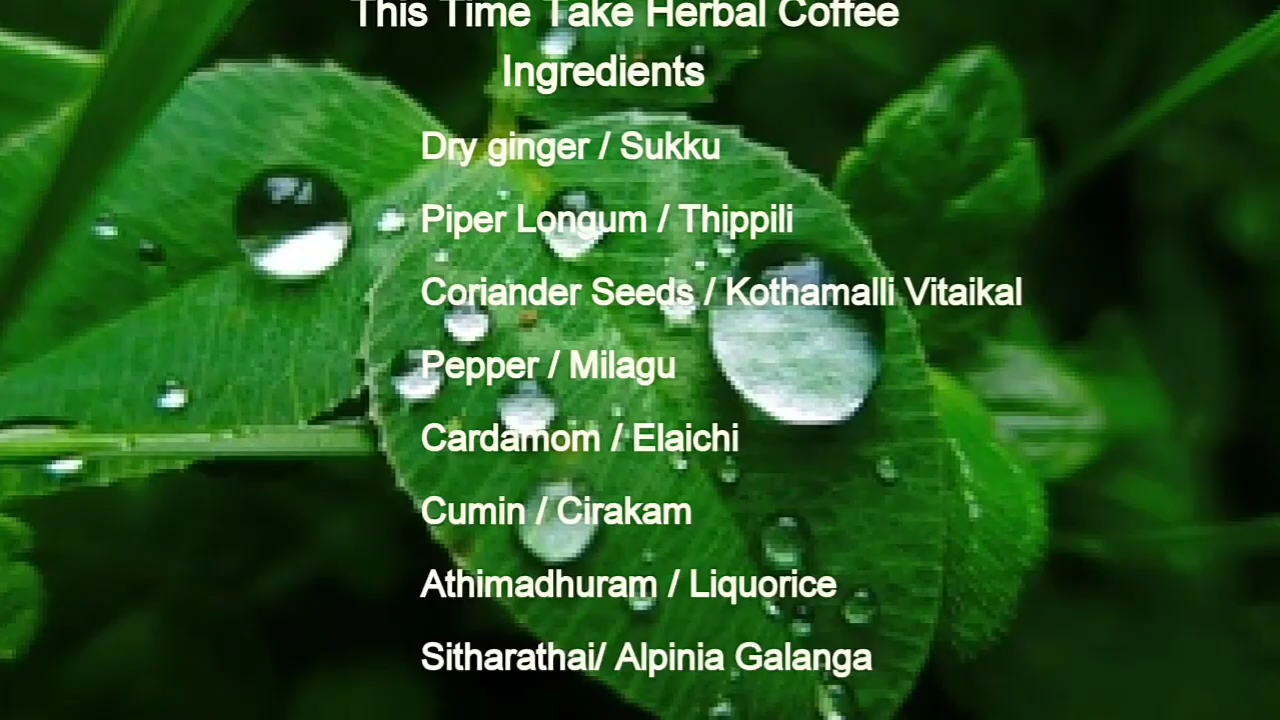 This Time Take Herbal Coffee
Ingredients
Dry ginger / Sukku
Piper Longum / Thippili
Coriander Seeds / Kothamalli Vitaikal
Pepper / Milagu
Cardamom / Elaichi
Cumin / Cirakam
Athimadhuram / Liquorice
Sitharathai/ Alpinia Galanga